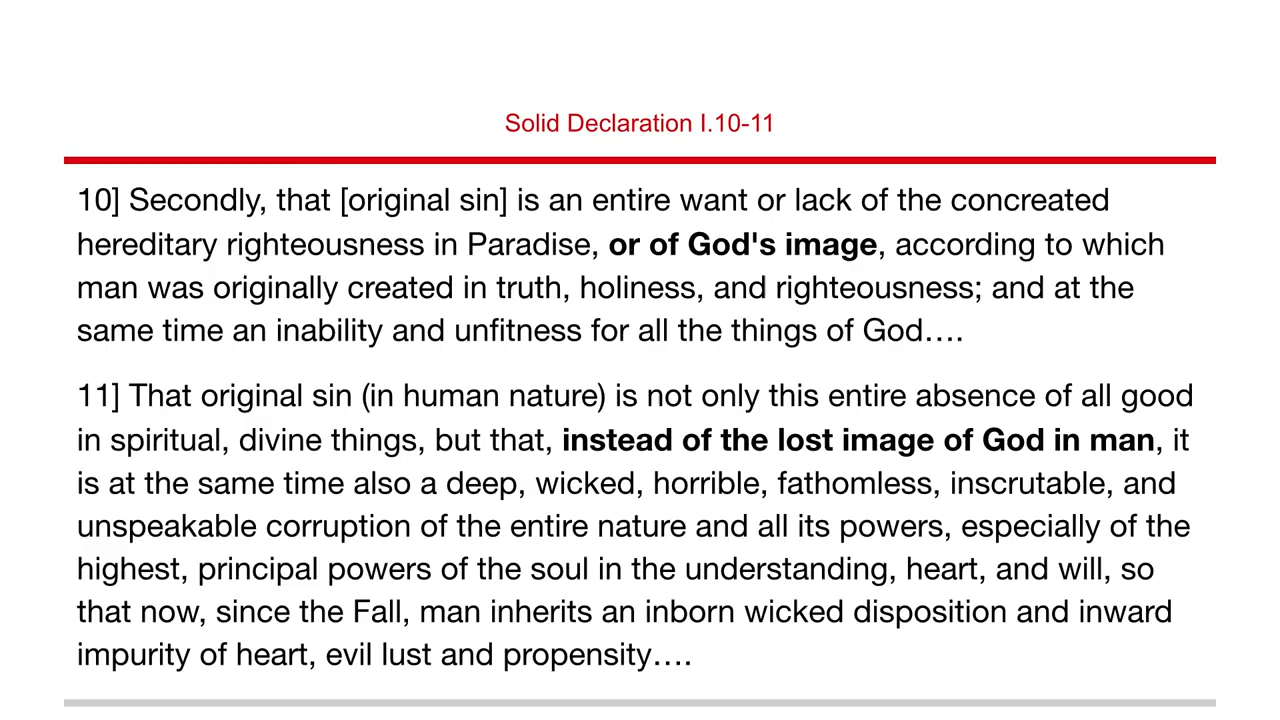 Solid Declaration I.10-11
10] Secondly, that [original sin] is an entire want or lack of the concreated
hereditary righteousness in Paradise, or of God's image, according to which
man was originally created in truth, holiness, and righteousness; and at the
same time an inability and unfitness for all the things of God….
11] That original sin (in human nature) is not only this entire absence of all good
in spiritual, divine things, but that, instead of the lost image of God in man, it
is at the same time also a deep, wicked, horrible, fathomless, inscrutable, and
unspeakable corruption of the entire nature and all its powers, especially of the
highest, principal powers of the soul in the understanding, heart, and will, so
that now, since the Fall, man inherits an inborn wicked disposition and inward
impurity of heart, evil lust and propensity….